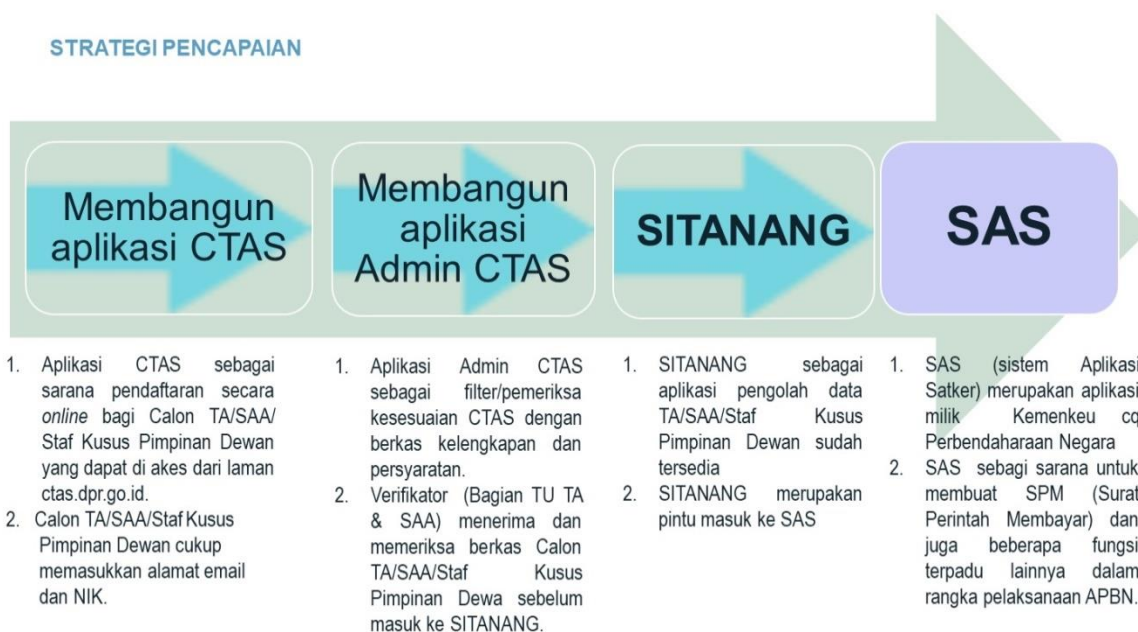 STRATEGI PENCAPAIAN
Membangun
aplikasi CTAS
Membangun
aplikasi
Admin CTAS
SITANANG
SAS
1. Aplikasi CTAS sebagai
sarana pendaftaran secara
online bagi Calon TA/SAA/
Staf Kusus Pimpinan Dewan
yang dapat di akes dari laman
ctas.dpr.go.id.
2. Calon TA/SAA/Staf Kusus
Pimpinan Dewan cukup
memasukkan alamat email
dan NIK.
1. Aplikasi Admin CTAS
sebagai filter/pemeriksa
kesesuaian CTAS dengan
berkas kelengkapan dan
persyaratan.
2. Verifikator (Bagian TU TA
& SAA) menerima dan
memeriksa berkas Calon
TA/SAA/Staf Kusus
Pimpinan Dewa sebelum
masuk ke SITANANG.
1. SITANANG sebagai
aplikasi pengolah data
TA/SAA/Staf Kusus
Pimpinan Dewan sudah
tersedia
2. SITANANG merupakan
pintu masuk ke SAS
1. SAS (sistem Aplikasi
Satker) merupakan aplikasi
milik Kemenkeu cq
Perbendaharaan Negara
2. SAS sebagi sarana untuk
membuat SPM (Surat
Perintah Membayar) dan
juga beberapa fungsi
terpadu lainnya dalam
rangka pelaksanaan APBN.